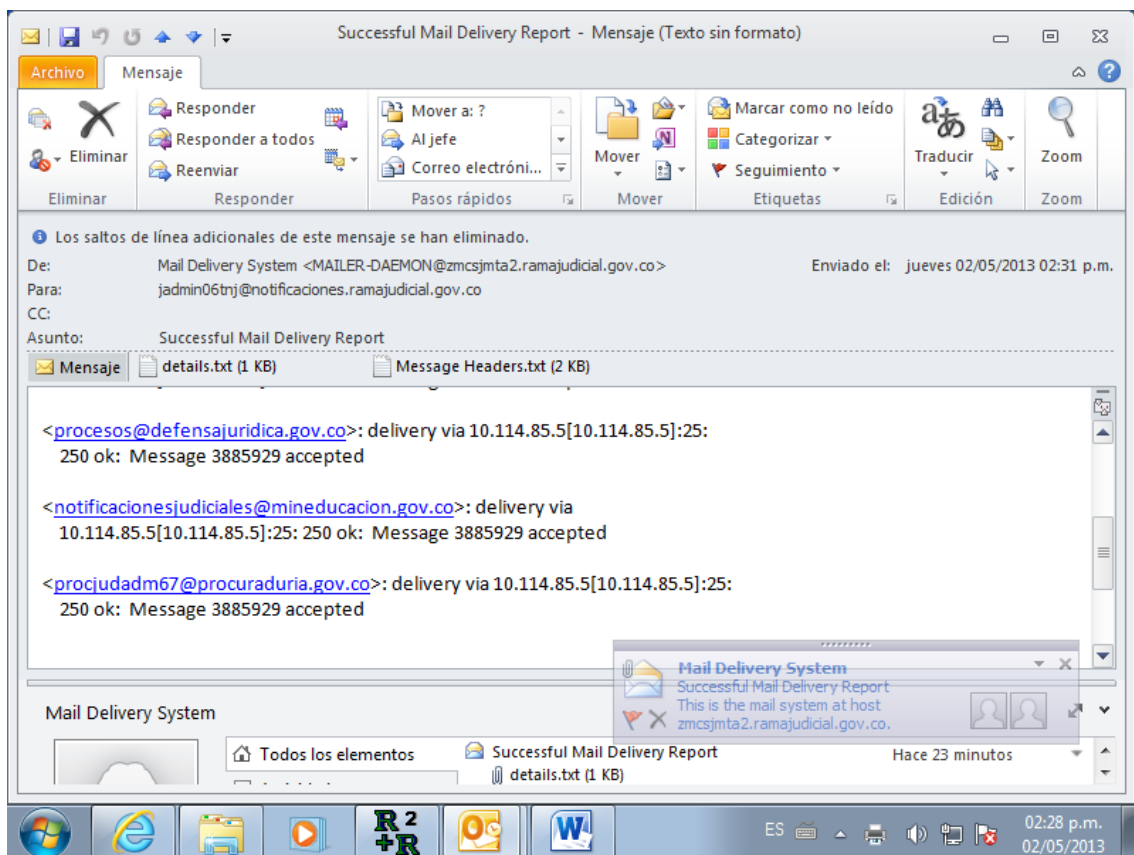 Successful Mail Delivery Report - Mensaje (Texto sin formato)
Archivo Mensaje
Eliminar
Responder
Responder a todos
Reenviar
Mover a: ?
Al jefe
Correo electróni...
Mover
Marcar como no leído
Categorizar
Seguimiento
Traducir
Zoom
Eliminar Responder Pasos rápidos Mover Etiquetas Edición Zoom
Los saltos de línea adicionales de este mensaje se han eliminado.
De: Mail Delivery System <MAILER-DAEMON@zmcsjmta2.ramajudicial.gov.co> Enviado el: jueves 02/05/2013 02:31 p.m.
Para: jadmin06tnj@notificaciones.ramajudicial.gov.co
CC:
Asunto: Successful Mail Delivery Report
Mensaje details.txt (1 KB) Message Headers.txt (2 KB)
<procesos@defensajuridica.gov.co>: delivery via 10.114.85.5[10.114.85.5]:25:
250 ok: Message 3885929 accepted
<notificacionesjudiciales@mineducacion.gov.co>: delivery via
10.114.85.5[10.114.85.5]:25: 250 ok: Message 3885929 accepted
<procjudadm67@procuraduria.gov.co>: delivery via 10.114.85.5[10.114.85.5]:25:
250 ok: Message 3885929 accepted
Mail Delivery System
Successful Mail Delivery Report
This is the mail system at host
zmcsjmta2.ramajudicial.gov.co.
Mail Delivery System
Todos los elementos Successful Mail Delivery Report Hace 23 minutos
details.txt (1 KB)
R 2
+R
ES 02:28 p.m.
02/05/2013